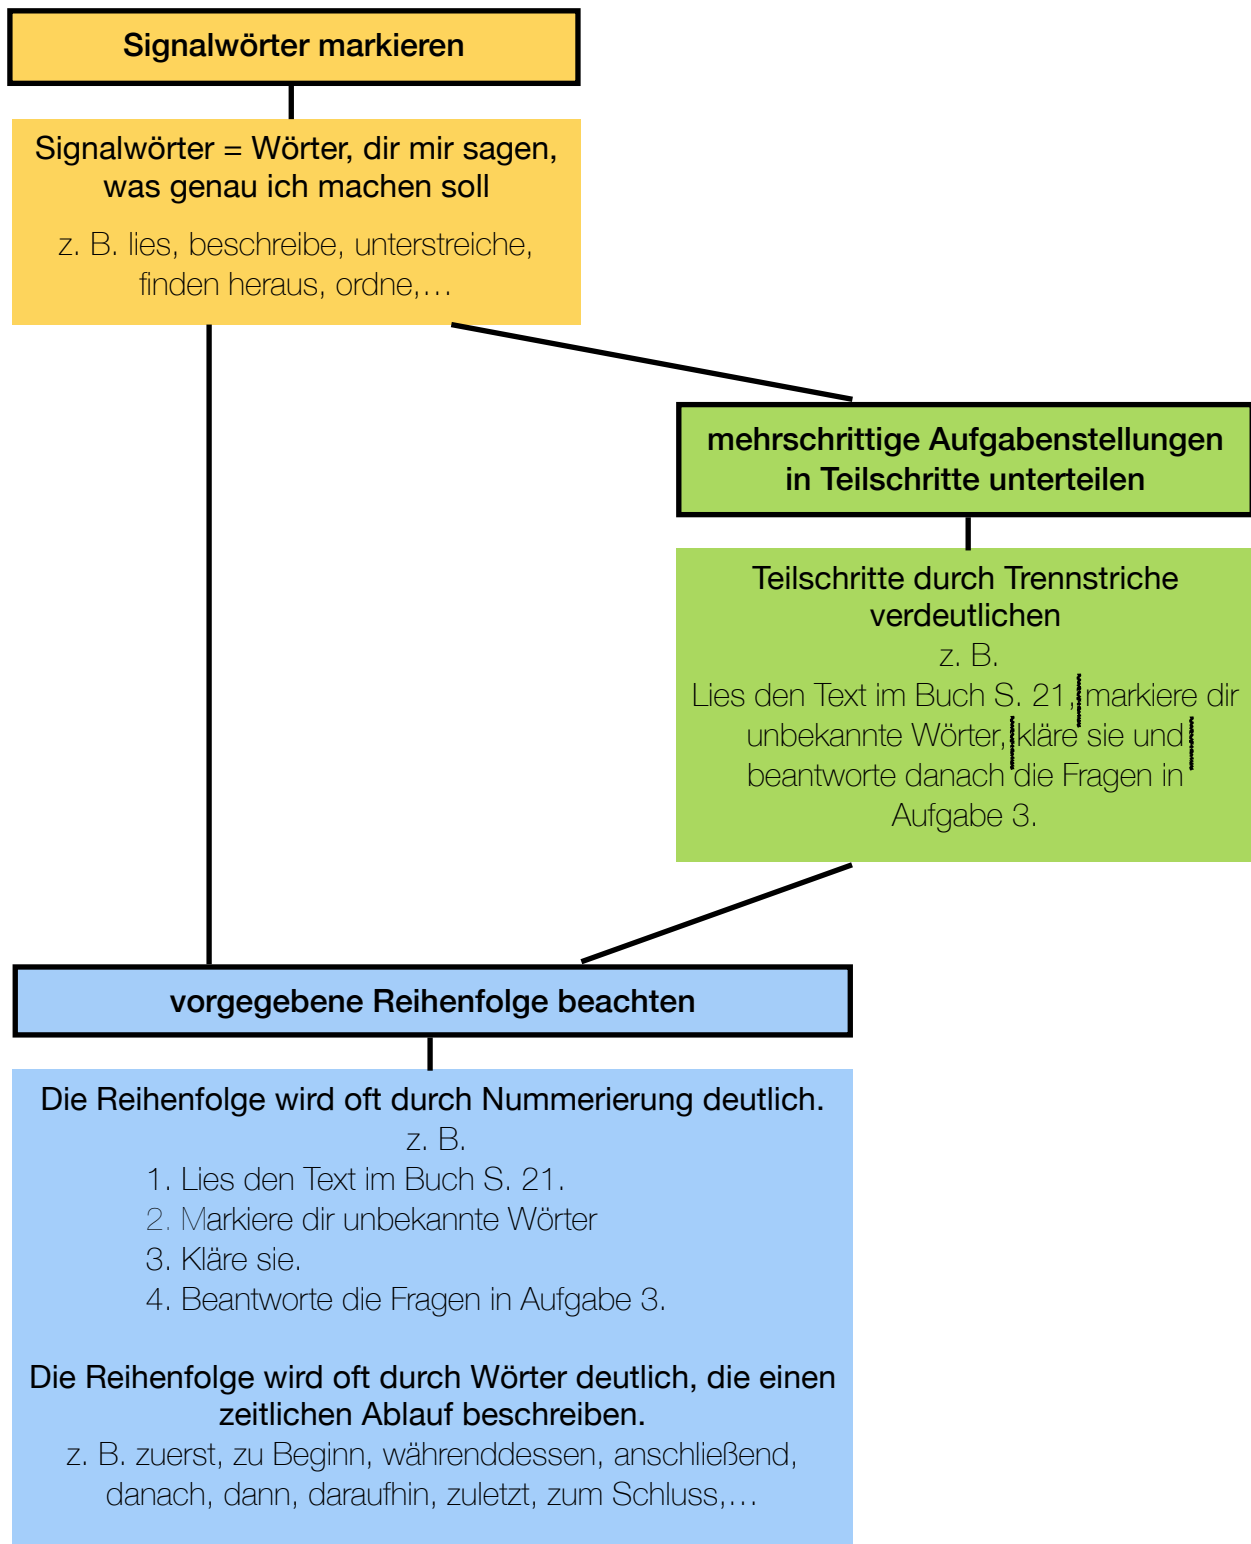 Signalwörter markieren
Signalwörter = Wörter, dir mir sagen,
was genau ich machen soll
z. B. lies, beschreibe, unterstreiche,
finden heraus, ordne,…
mehrschrittige Aufgabenstellungen
in Teilschritte unterteilen
Teilschritte durch Trennstriche
verdeutlichen
z. B.
Lies den Text im Buch S. 21, markiere dir
unbekannte Wörter, kläre sie und
beantworte danach die Fragen in
Aufgabe 3.
vorgegebene Reihenfolge beachten
Die Reihenfolge wird oft durch Nummerierung deutlich.
z. B.
1. Lies den Text im Buch S. 21.
2. Markiere dir unbekannte Wörter
3. Kläre sie.
4. Beantworte die Fragen in Aufgabe 3.
Die Reihenfolge wird oft durch Wörter deutlich, die einen
zeitlichen Ablauf beschreiben.
z. B. zuerst, zu Beginn, währenddessen, anschließend,
danach, dann, daraufhin, zuletzt, zum Schluss,…